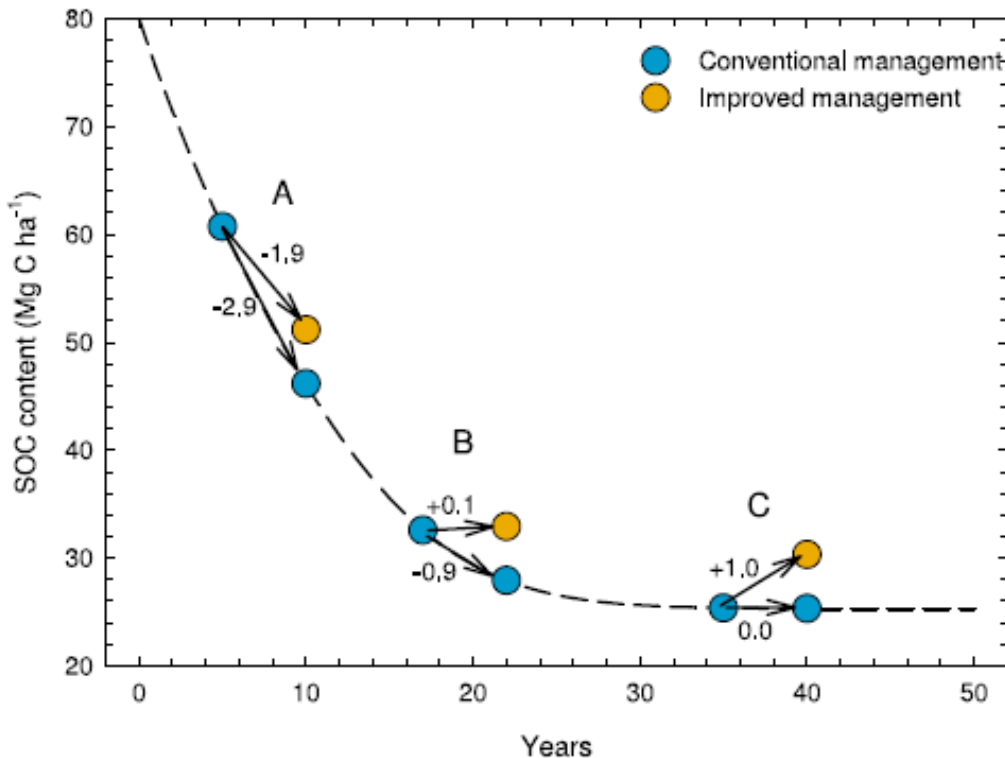 80
70
60
50
40
30
20
SOC content (Mg C ha⁻¹)
Conventional management
Improved management
A
-1,9
-2,9
B
+0.1
-0,9
C
+1,0
0.0
0 10 20 30 40 50
Years